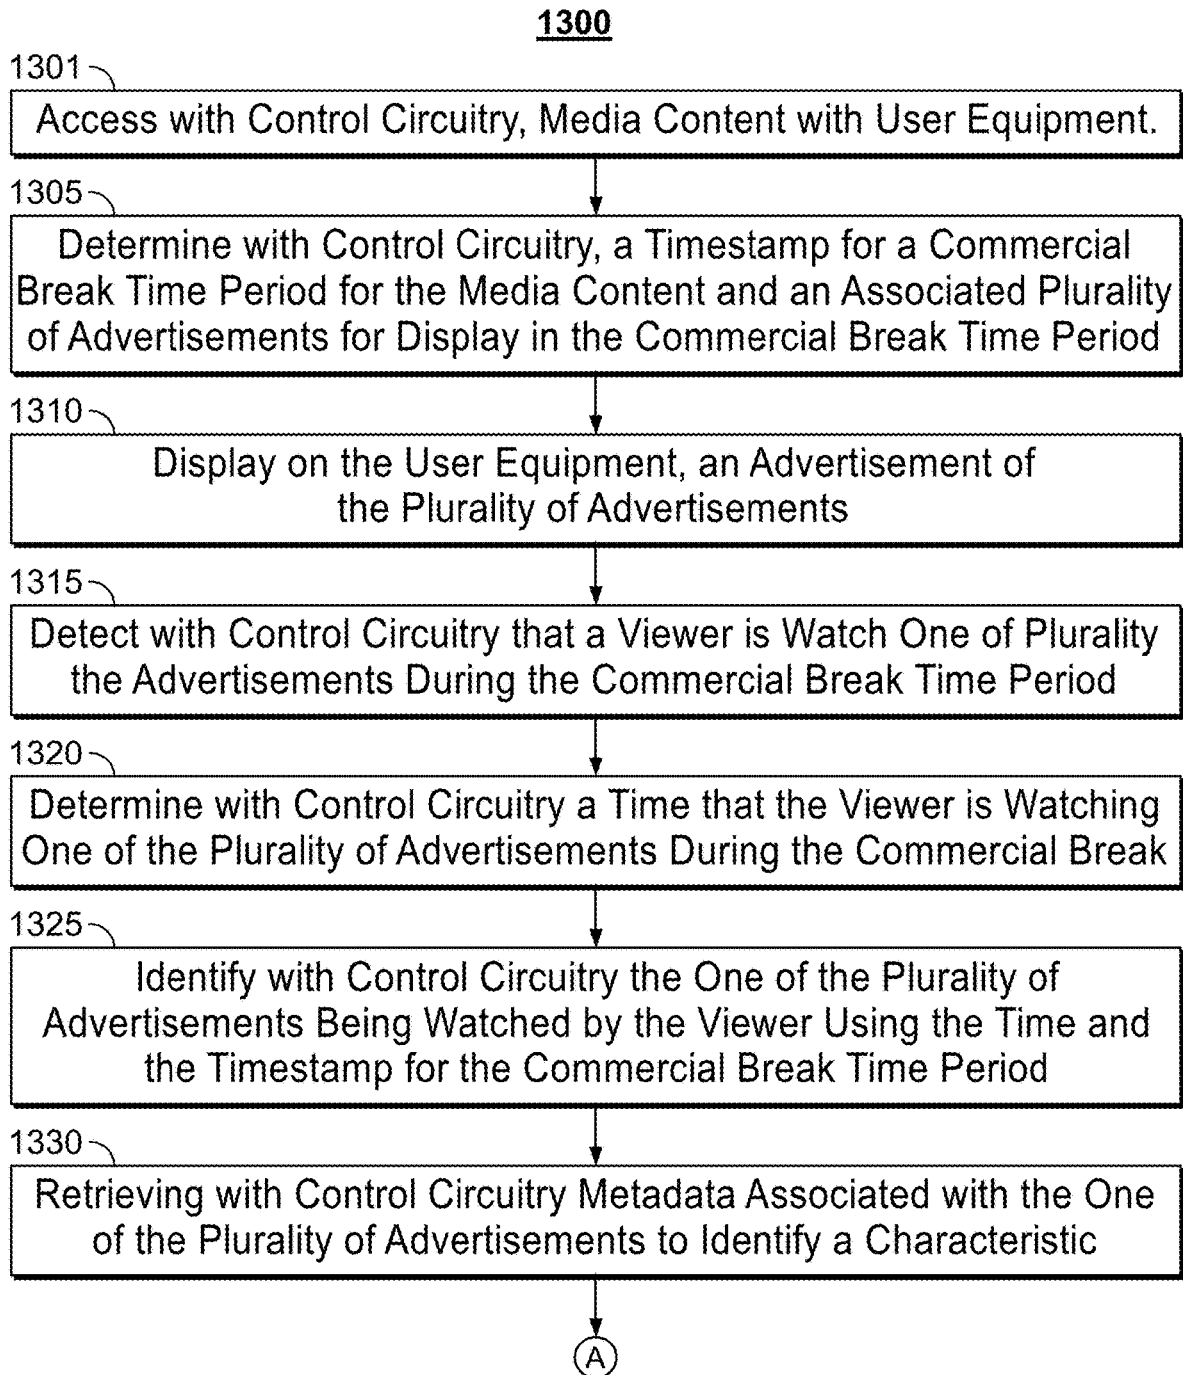 1300
1301
Access with Control Circuitry, Media Content with User Equipment.
1305
Determine with Control Circuitry, a Timestamp for a Commercial
Break Time Period for the Media Content and an Associated Plurality
of Advertisements for Display in the Commercial Break Time Period
1310
Display on the User Equipment, an Advertisement of
the Plurality of Advertisements
1315
Detect with Control Circuitry that a Viewer is Watch One of Plurality
the Advertisements During the Commercial Break Time Period
1320
Determine with Control Circuitry a Time that the Viewer is Watching
One of the Plurality of Advertisements During the Commercial Break
1325
Identify with Control Circuitry the One of the Plurality of
Advertisements Being Watched by the Viewer Using the Time and
the Timestamp for the Commercial Break Time Period
1330
Retrieving with Control Circuitry Metadata Associated with the One
of the Plurality of Advertisements to Identify a Characteristic
A